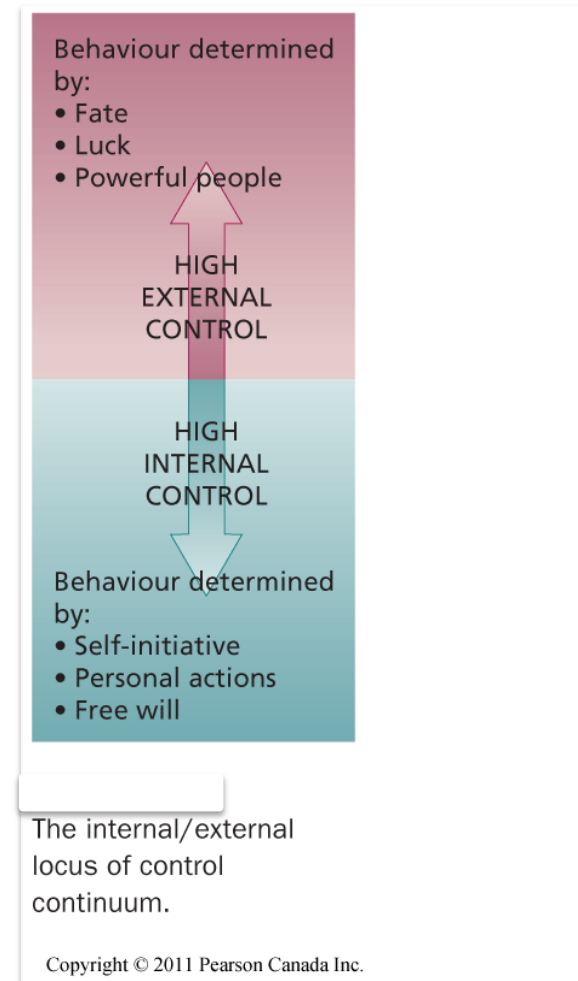 Behaviour determined
by:
• Fate
• Luck
• Powerful people
HIGH
EXTERNAL
CONTROL
HIGH
INTERNAL
CONTROL
Behaviour determined
by:
• Self-initiative
• Personal actions
• Free will
The internal/external
locus of control
continuum.
Copyright © 2011 Pearson Canada Inc.